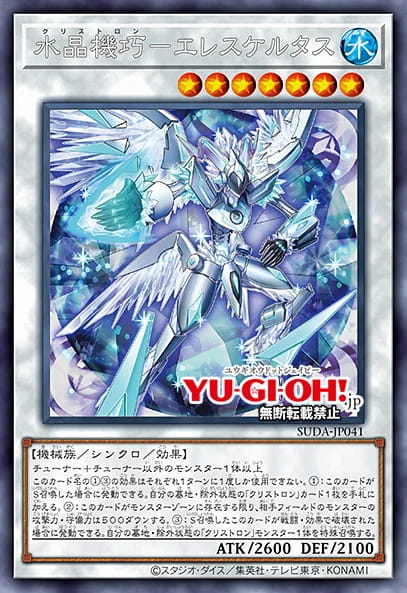 クリストロン
水晶機巧－エレスケルタス
水
ユウギオウドットジェイピー
YU-GI-OH!.jp
無断転載禁止
SUDA-JP041
【機械族／シンクロ／効果】
チューナー＋チューナー以外のモンスター1体以上
このカード名の①③の効果はそれぞれ1ターンに1度しか使用できない。①：このカードが
S召喚した場合に発動できる。自分の墓地・除外状態の「クリストロン」カード1枚を手札に
加える。②：このカードがモンスターゾーンに存在する限り、相手フィールドのモンスターの
攻撃力・守備力は500ダウンする。③：S召喚したこのカードが戦闘・効果で破壊された
場合に発動できる。自分の墓地・除外状態の「クリストロン」モンスター1体を特殊召喚する。
ATK/2600 DEF/2100
©スタジオ・ダイス／集英社・テレビ東京・KONAMI